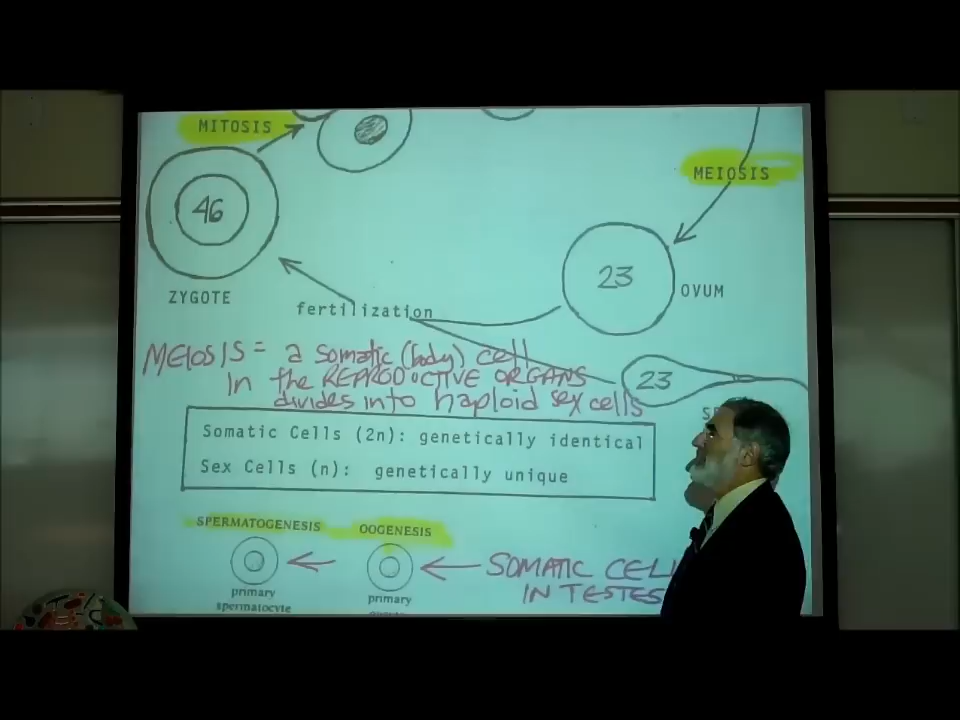 MITOSIS
MEIOSIS
46
23
OVUM
ZYGOTE
fertilization
MEIOSIS = a somatic (body) cell
in the REPRODUCTIVE ORGANS
divides into haploid sex cells
23
Somatic Cells (2n): genetically identical
Sex Cells (n): genetically unique
SPERMATOGENESIS OOGENESIS
SOMATIC CELL
IN TESTES
primary
spermatocyte
primary